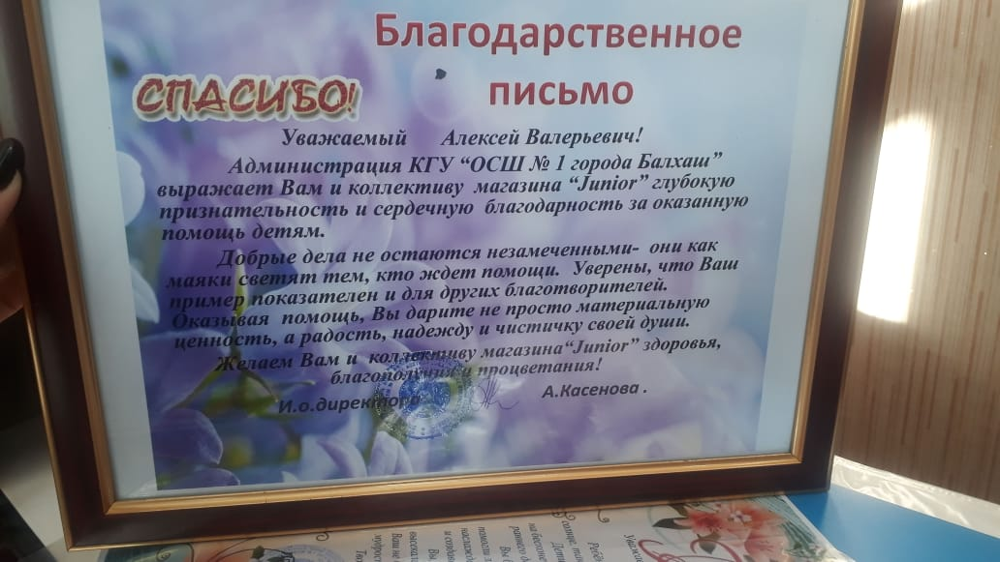 Благодарственное
письмо
СПАСИБО!
Уважаемый Алексей Валерьевич!
Администрация КГУ “ОСШ № 1 города Балхаш”
выражает Вам и коллективу магазина “Junior” глубокую
признательность и сердечную благодарность за оказанную
помощь детям.
Добрые дела не остаются незамеченными- они как
маяки светят тем, кто ждет помощи. Уверены, что Ваш
пример показателен и для других благотворителей.
Оказывая помощь, Вы дарите не просто материальную
ценность, а радость, надежду и чистичку своей души.
Желаем Вам и коллективу магазина“Junior” здоровья,
благополучия и процветания!
И.о.директора А.Касенова .